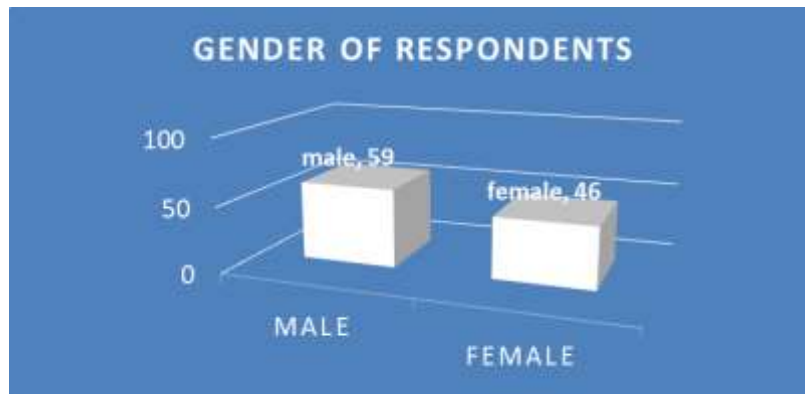 GENDER OF RESPONDENTS
100
50
0
male, 59
female, 46
MALE
FEMALE